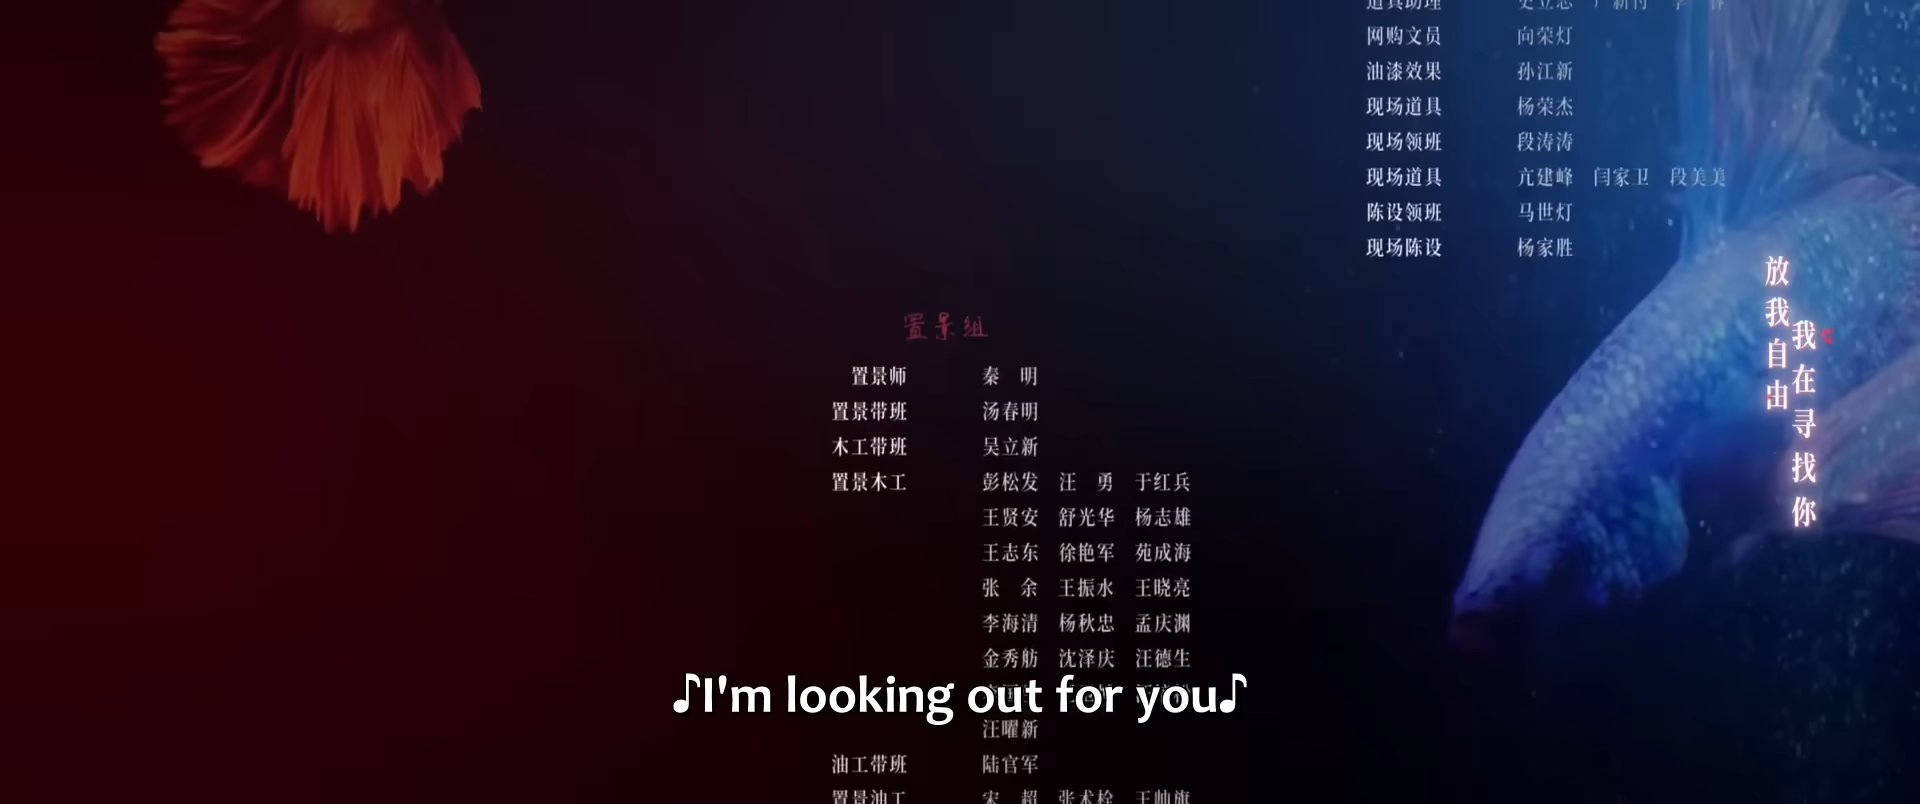 网购文员 向荣灯
油漆效果 孙江新
现场道具 杨荣杰
现场领班 段涛涛
现场道具 亢建峰 闫家卫 段美美
陈设领班 马世灯
现场陈设 杨家胜
放我自由
我在寻找你
置景组
置景师 秦 明
置景带班 汤春明
木工带班 吴立新
置景木工 彭松发 汪 勇 于红兵
王贤安 舒光华 杨志雄
王志东 徐艳军 苑成海
张 余 王振水 王晓亮
李海清 杨秋忠 孟庆渊
金秀舫 沈泽庆 汪德生
♪I'm looking out for you♪
汪曜新
油工带班 陆官军
置景油工 宋 超